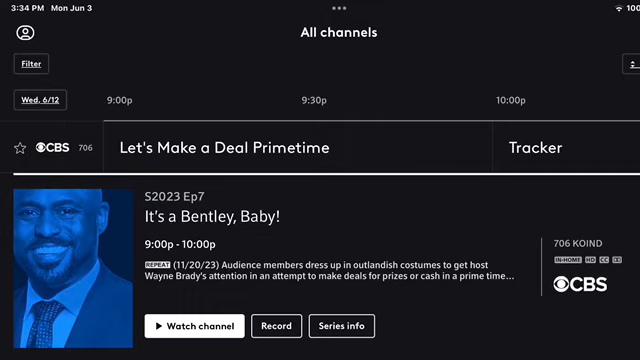 3:34 PM Mon Jun 3
All channels
Filter
Wed, 6/12 9:00p 9:30p 10:00p
CBS 706 Let's Make a Deal Primetime Tracker
S2023 Ep7
It's a Bentley, Baby!
9:00p - 10:00p
REPEAT (11/20/23) Audience members dress up in outlandish costumes to get host
Wayne Brady's attention in an attempt to make deals for prizes or cash in a prime time...
706 KOIND
IN-HOME HD CC
CBS
Watch channel Record Series info